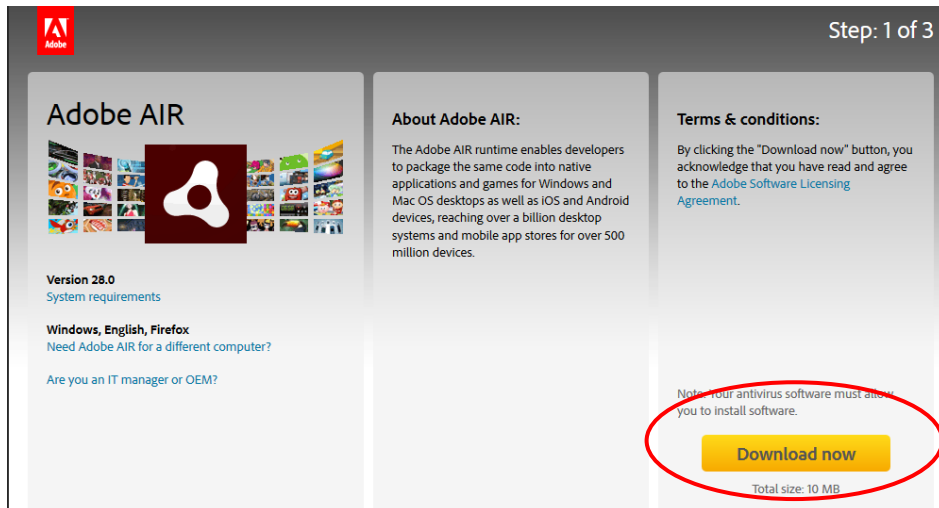 Adobe
Step: 1 of 3
Adobe AIR
Version 28.0
System requirements
Windows, English, Firefox
Need Adobe AIR for a different computer?
Are you an IT manager or OEM?
About Adobe AIR:
The Adobe AIR runtime enables developers
to package the same code into native
applications and games for Windows and
Mac OS desktops as well as iOS and Android
devices, reaching over a billion desktop
systems and mobile app stores for over 500
million devices.
Terms & conditions:
By clicking the "Download now" button, you
acknowledge that you have read and agree
to the Adobe Software Licensing
Agreement.
Note: Your antivirus software must allow
you to install software.
Download now
Total size: 10 MB